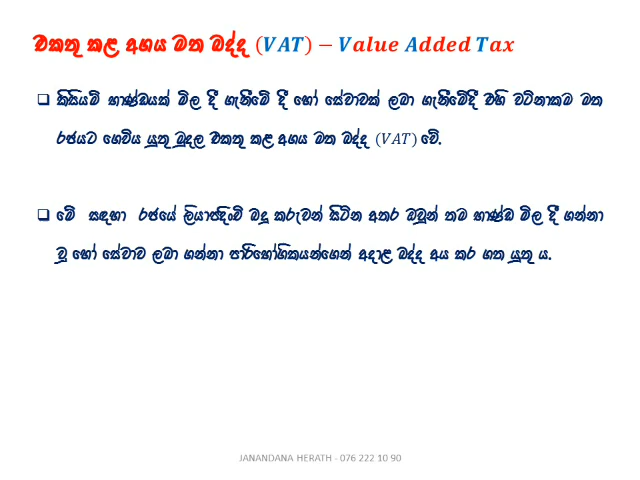 එකතු කළ අගය මත බද්ද (VAT) – Value Added Tax
❑ කිසියම් භාණ්ඩයක් මිල දී ගැනීමේ දී හෝ සේවාවක් ලබා ගැනීමේදී එහි වටිනාකම මත
රජයට ගෙවිය යුතු මුදල එකතු කළ අගය මත බද්ද (VAT) වේ.
❑ මේ සඳහා රජයේ ලියාපදිංචි බදු කරුවන් සිටින අතර ඔවුන් තම භාණ්ඩ මිල දී ගන්නා
වූ හෝ සේවාව ලබා ගන්නා පාරිභෝගිකයන්ගෙන් අදාළ බද්ද අය කර ගත යුතු ය.
JANANDANA HERATH - 076 222 10 90